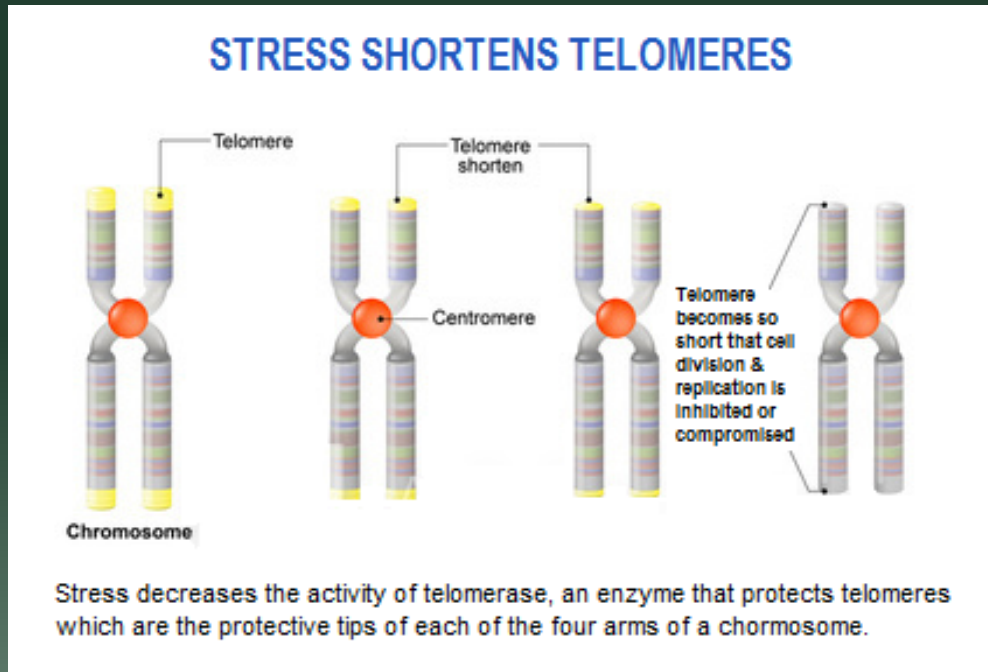 STRESS SHORTENS TELOMERES
Telomere
Telomere
shorten
Centromere
Telomere
becomes so
short that cell
division &
replication is
inhibited or
compromised
Chromosome
Stress decreases the activity of telomerase, an enzyme that protects telomeres
which are the protective tips of each of the four arms of a chormosome.